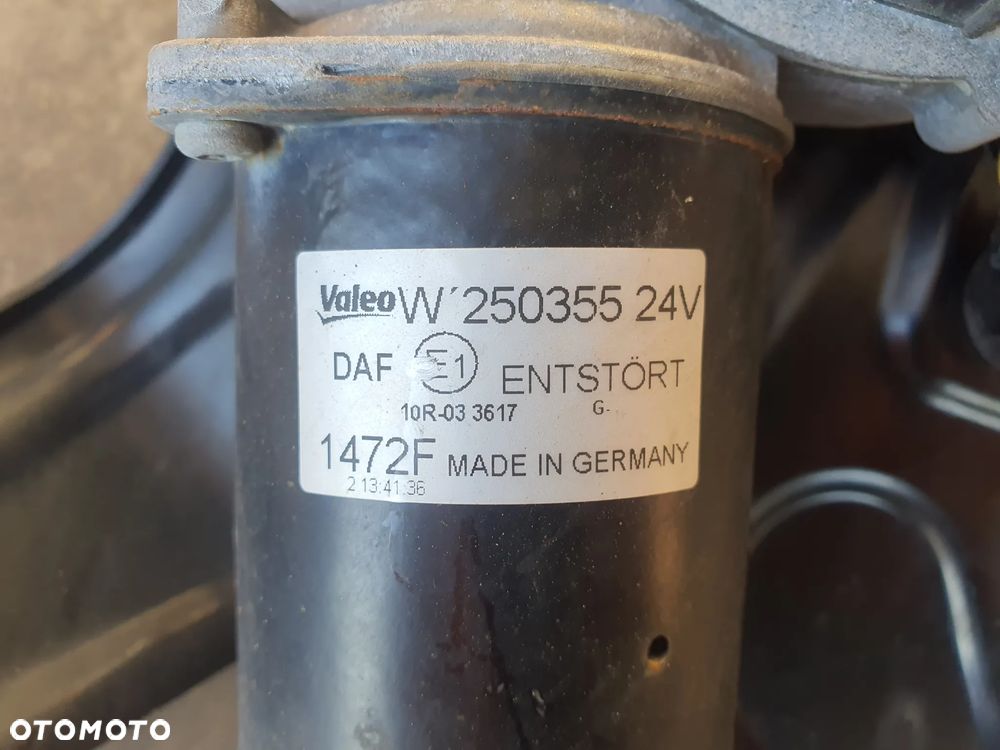 Valeo W´250355 24V
DAF E1 ENTSTÖRT
10R-03 3617 G-
1472F MADE IN GERMANY
2 13:41:36
OTOMOTO